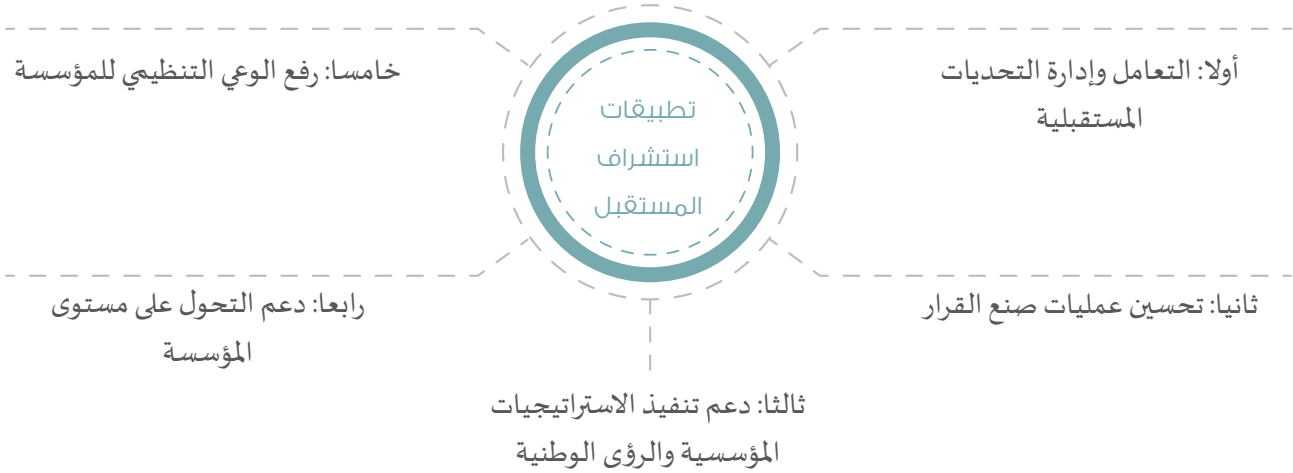 تطبيقات
استشراف
المستقبل
أولا: التعامل وإدارة التحديات
المستقبلية
ثانيا: تحسين عمليات صنع القرار
ثالثا: دعم تنفيذ الاستراتيجيات
المؤسسية والرؤى الوطنية
رابعا: دعم التحول على مستوى
المؤسسة
خامسا: رفع الوعي التنظيمي للمؤسسة